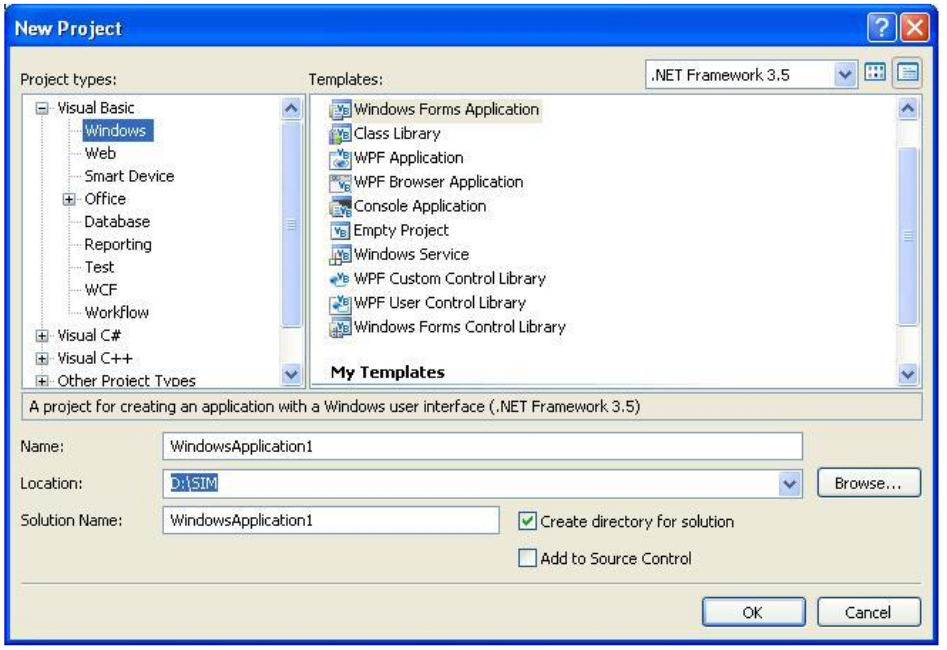 New Project
Project types:
Templates:
.NET Framework 3.5
Visual Basic
Windows
Web
Smart Device
Office
Database
Reporting
Test
WCF
Workflow
Visual C#
Visual C++
Other Project Types
Windows Forms Application
Class Library
WPF Application
WPF Browser Application
Console Application
Empty Project
Windows Service
WPF Custom Control Library
WPF User Control Library
Windows Forms Control Library
My Templates
A project for creating an application with a Windows user interface (.NET Framework 3.5)
Name: WindowsApplication1
Location: D:\SIM Browse...
Solution Name: WindowsApplication1 Create directory for solution
Add to Source Control
OK Cancel